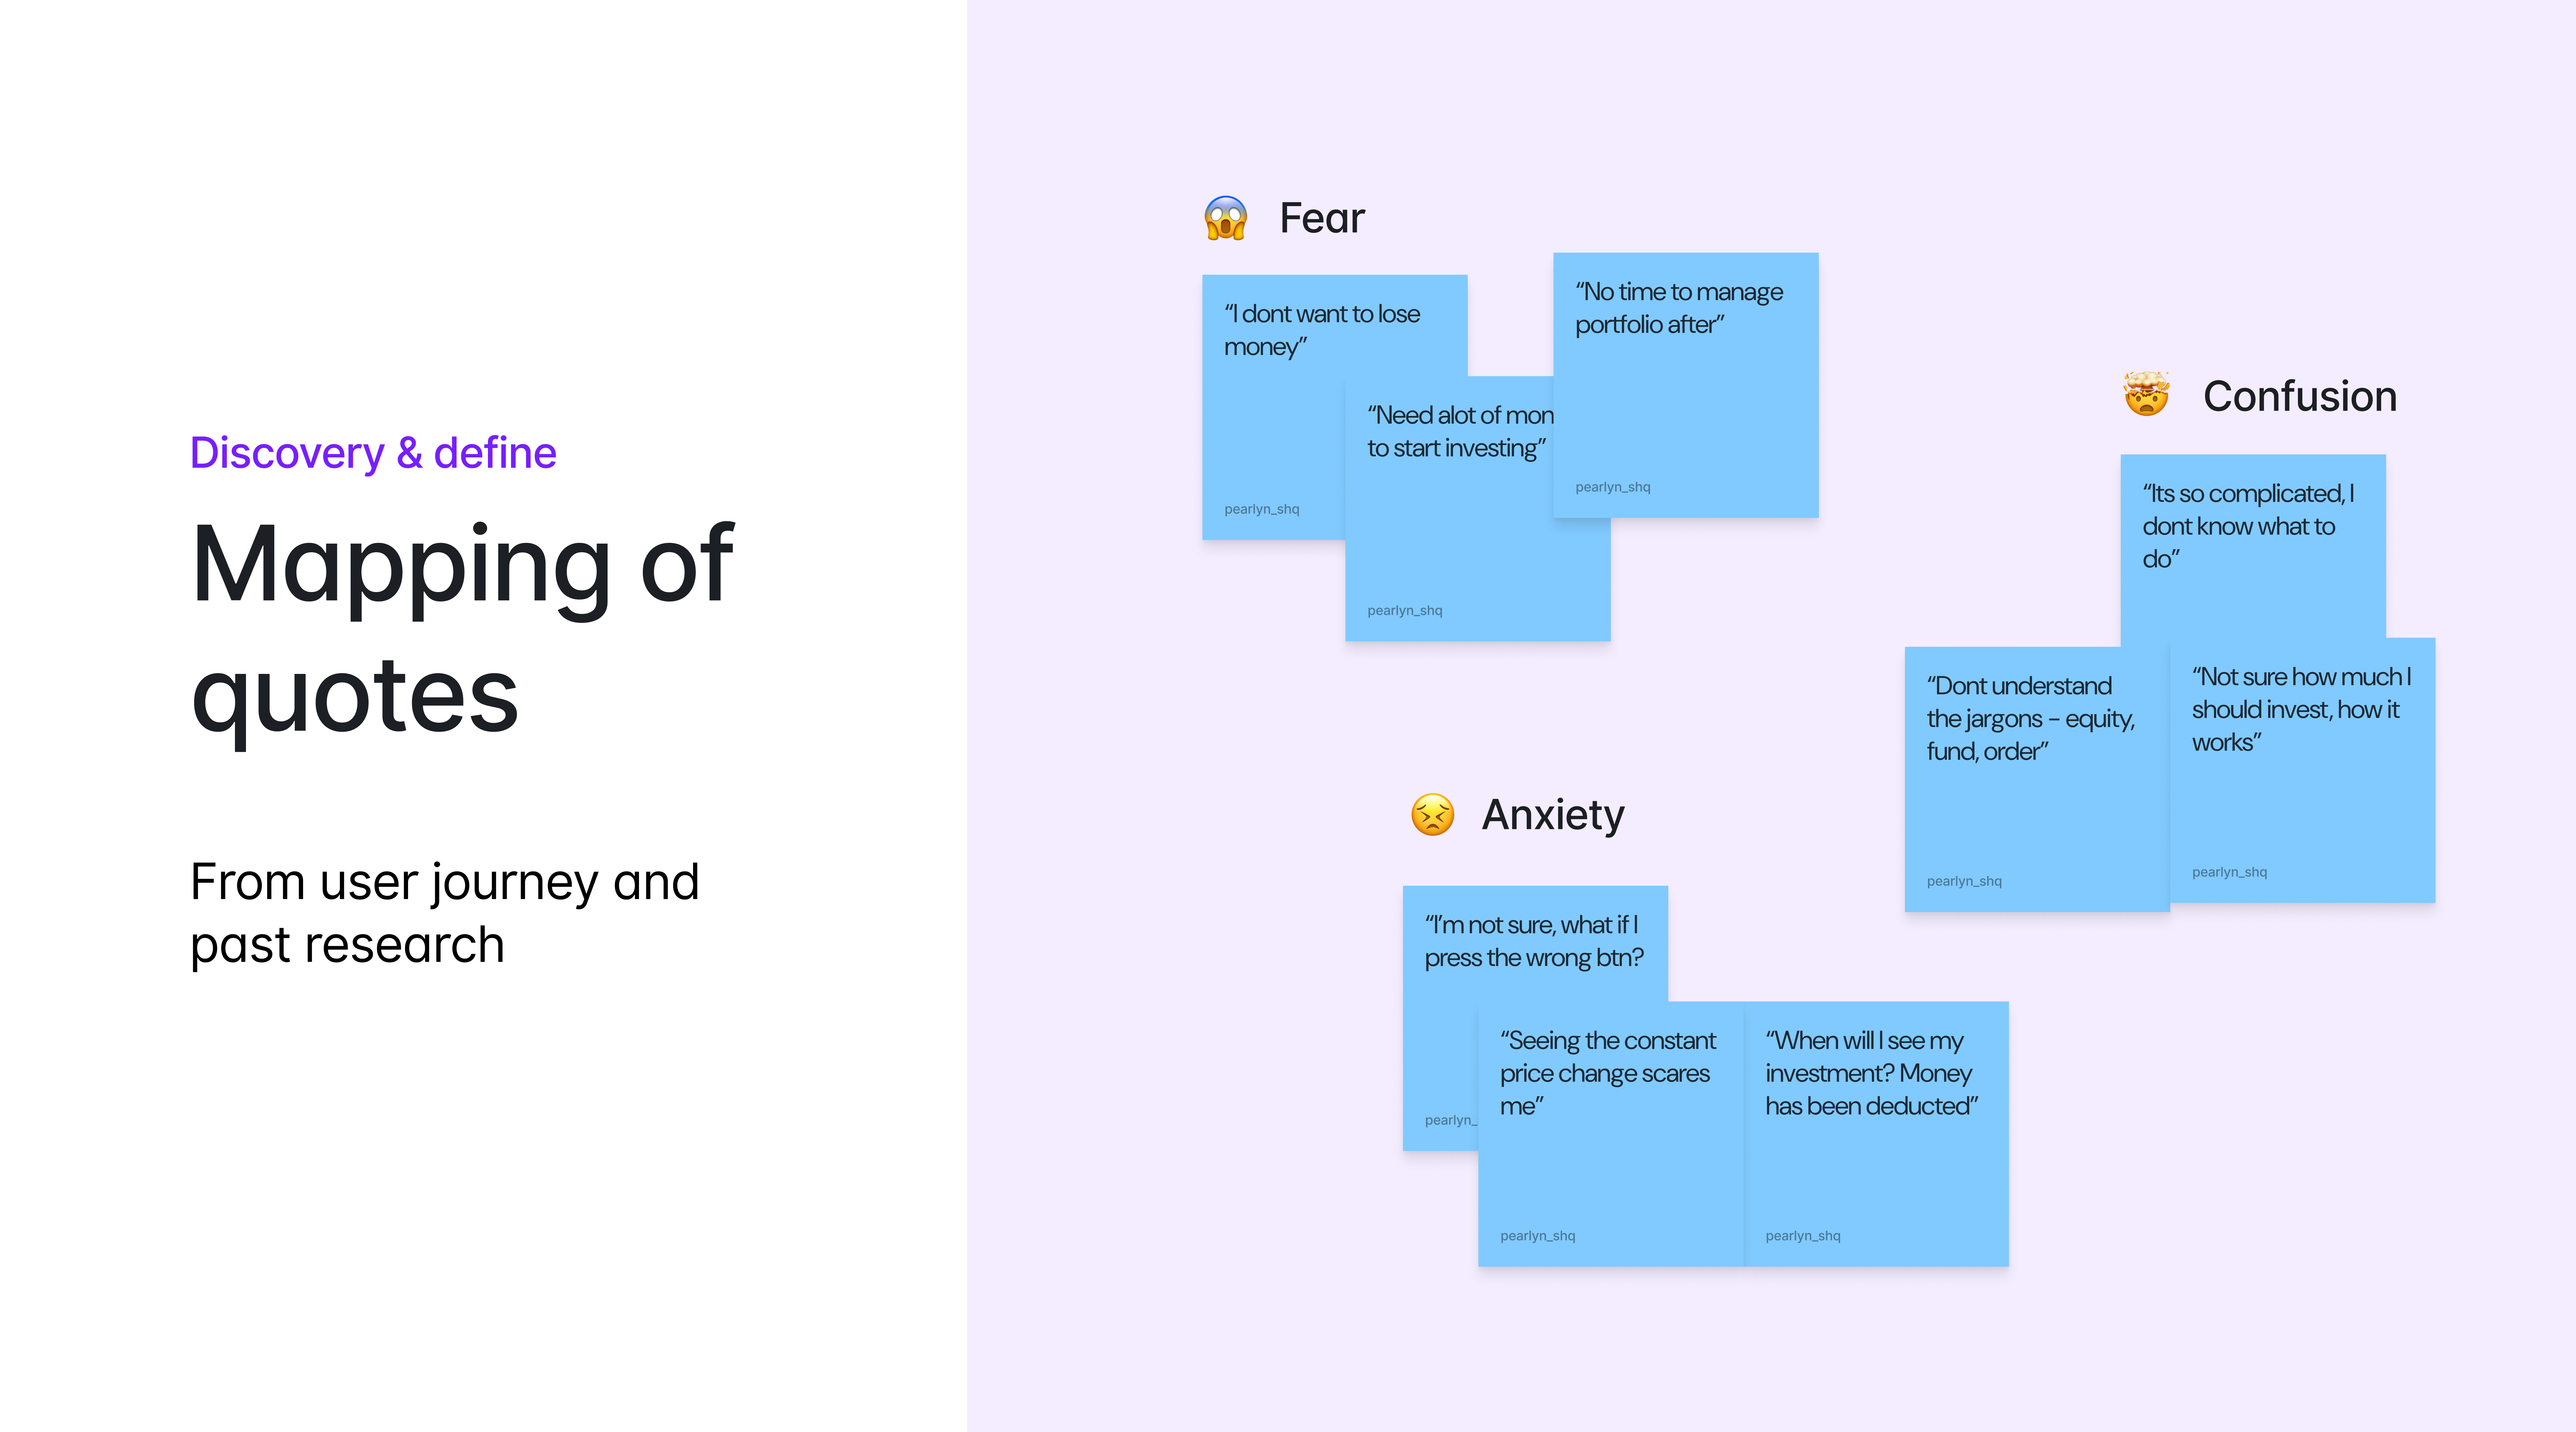 Discovery & define
Mapping of
quotes
From user journey and
past research
😱 Fear
“I dont want to lose
money”
pearlyn_shq
“Need alot of mon
to start investing”
pearlyn_shq
“No time to manage
portfolio after”
pearlyn_shq
🤯 Confusion
“Its so complicated, I
dont know what to
do”
“Dont understand
the jargons - equity,
fund, order”
pearlyn_shq
“Not sure how much I
should invest, how it
works”
pearlyn_shq
😣 Anxiety
“I’m not sure, what if I
press the wrong btn?
pearlyn_
“Seeing the constant
price change scares
me”
pearlyn_shq
“When will I see my
investment? Money
has been deducted”
pearlyn_shq